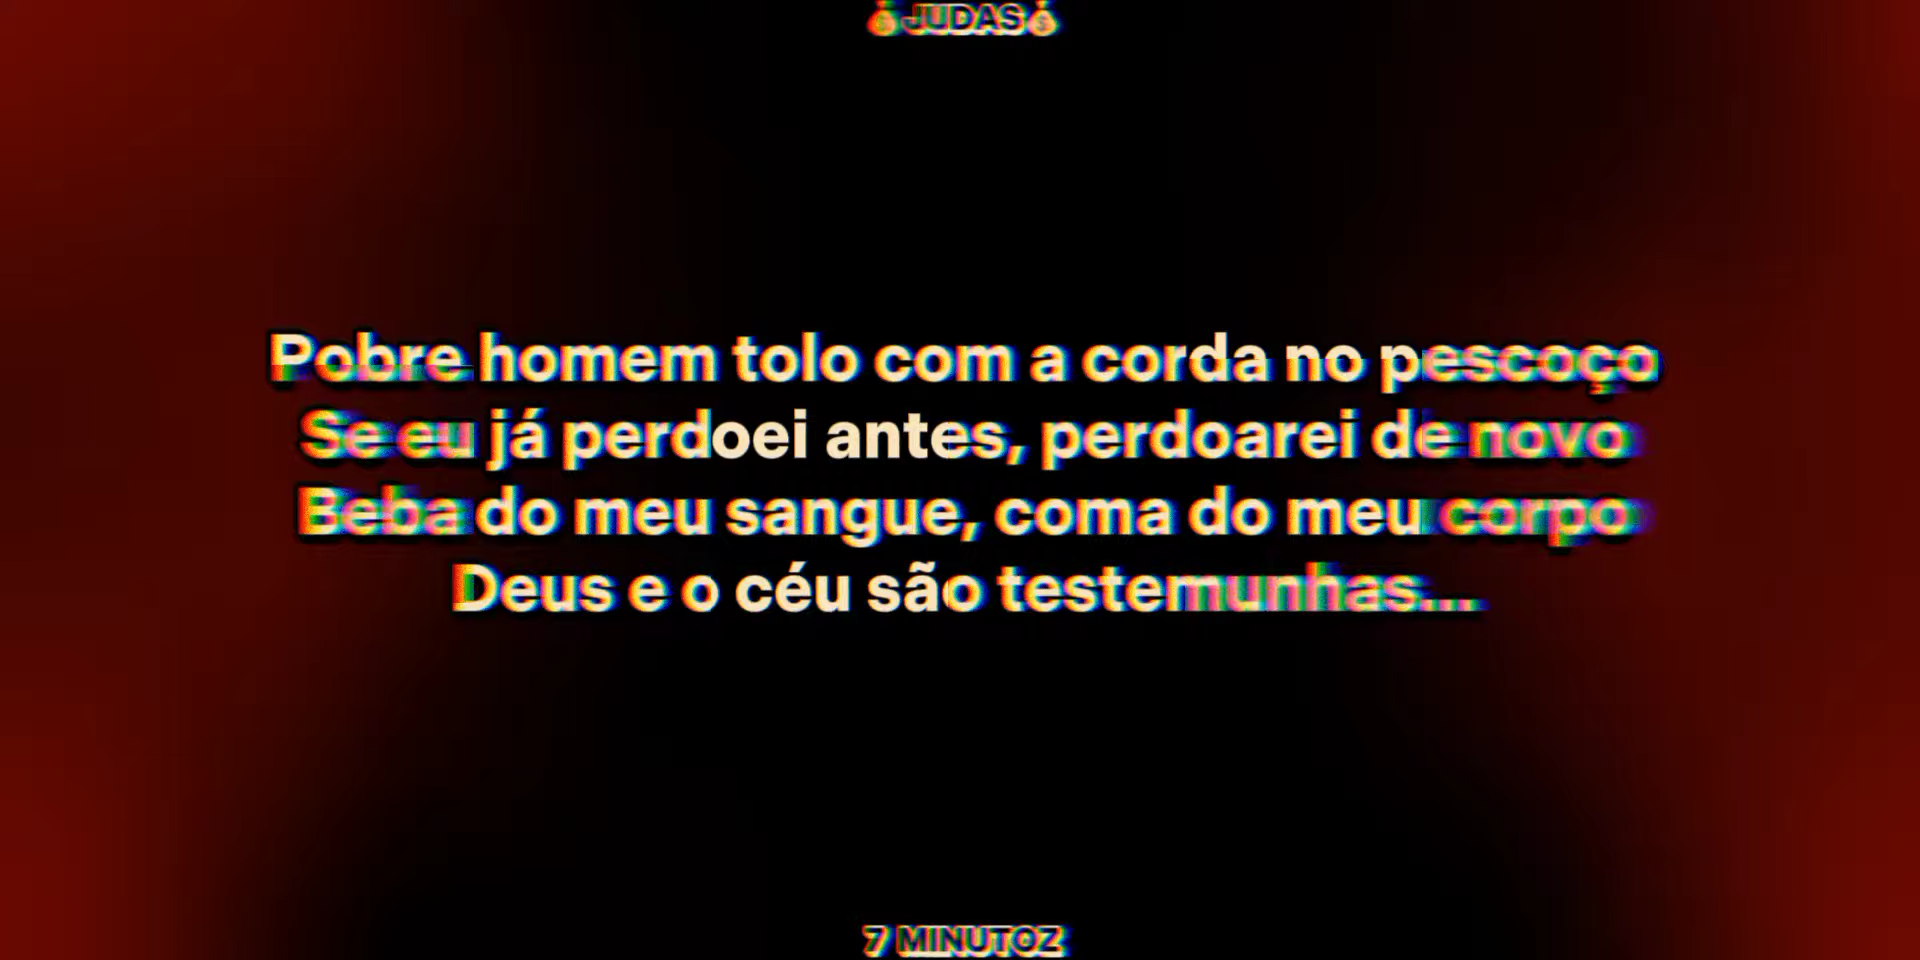 💰JUDAS💰
Pobre homem tolo com a corda no pescoço
Se eu já perdoei antes, perdoarei de novo
Beba do meu sangue, coma do meu corpo
Deus e o céu são testemunhas...
7 MINUTOZ